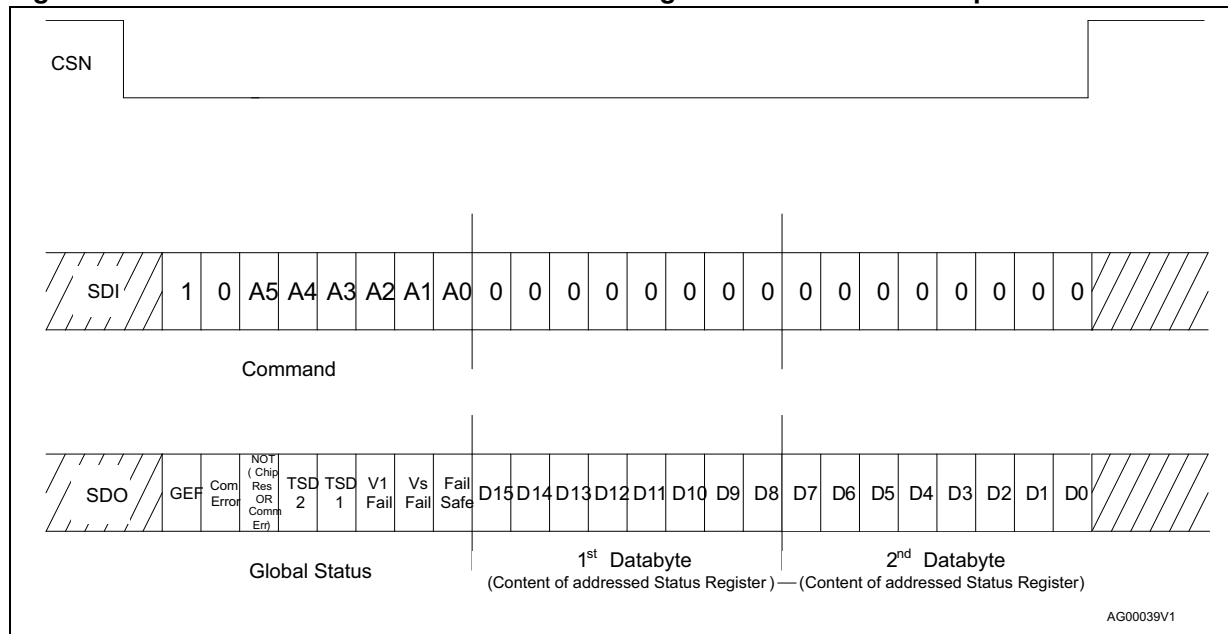 CSN
SDI 1 0 A5 A4 A3 A2 A1 A0 0 0 0 0 0 0 0 0 0 0 0 0 0 0 0 0
Command
SDO GEF Com Error NOT ( Chip Res OR Comm Err) TSD 2 TSD 1 V1 Fail Vs Fail Fail Safe D15 D14 D13 D12 D11 D10 D9 D8 D7 D6 D5 D4 D3 D2 D1 D0
Global Status
1st Databyte
(Content of addressed Status Register )
2nd Databyte
(Content of addressed Status Register)
AG00039V1